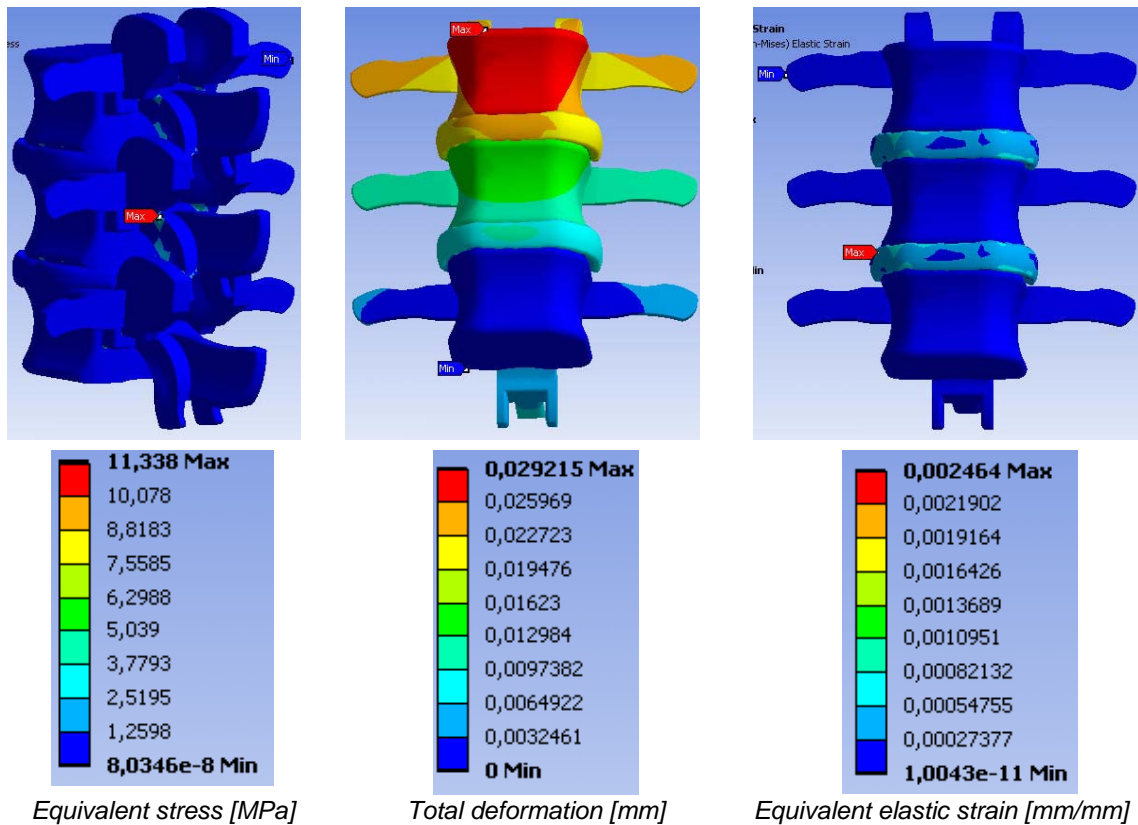 ess
Min
Max
Max
Min
Strain
n-Mises) Elastic Strain
Min
Max
lin
11,338 Max
10,078
8,8183
7,5585
6,2988
5,039
3,7793
2,5195
1,2598
8,0346e-8 Min
0,029215 Max
0,025969
0,022723
0,019476
0,01623
0,012984
0,0097382
0,0064922
0,0032461
0 Min
0,002464 Max
0,0021902
0,0019164
0,0016426
0,0013689
0,0010951
0,00082132
0,00054755
0,00027377
1,0043e-11 Min
Equivalent stress [MPa]
Total deformation [mm]
Equivalent elastic strain [mm/mm]